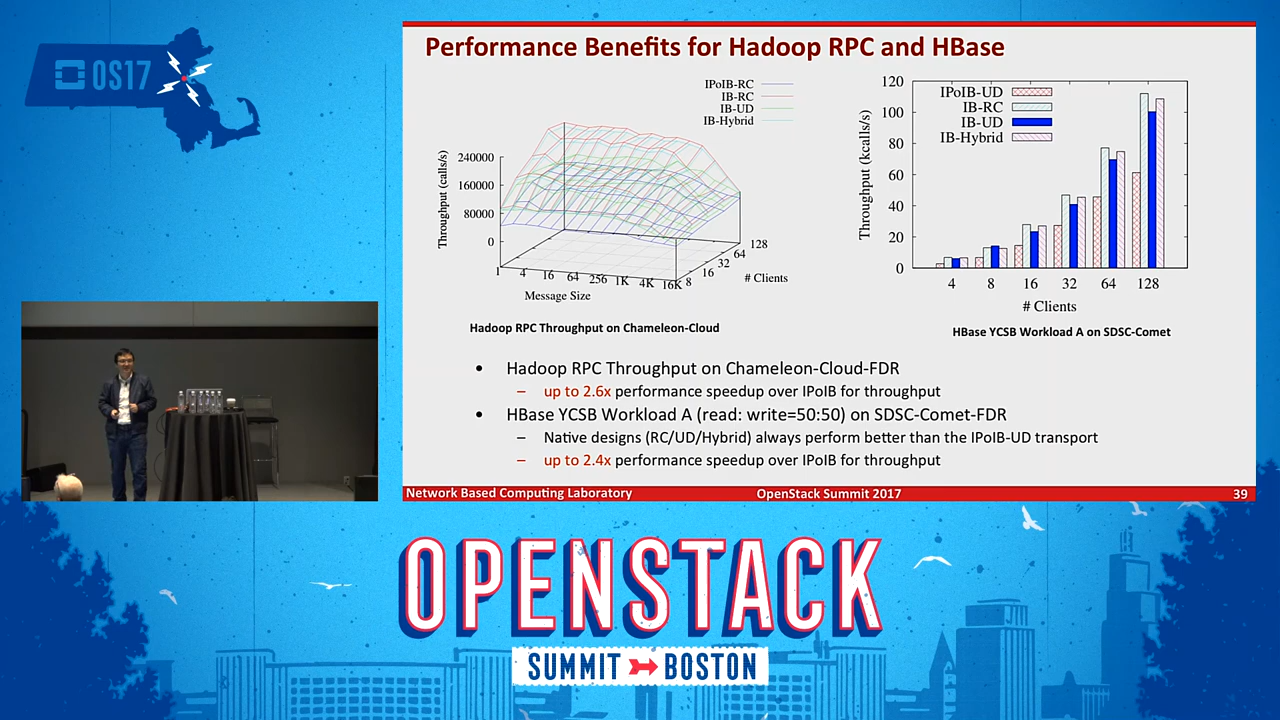 OS17
Performance Benefits for Hadoop RPC and HBase
IPoIB-RC
IB-RC
IB-UD
IB-Hybrid
Throughput (calls/s)
240000
160000
80000
0
1 4 16 64 256 1K 4K 16K
Message Size
8 16 32 64 128
# Clients
Hadoop RPC Throughput on Chameleon-Cloud
Throughput (kcalls/s)
120
100
80
60
40
20
0
IPoIB-UD
IB-RC
IB-UD
IB-Hybrid
4 8 16 32 64 128
# Clients
HBase YCSB Workload A on SDSC-Comet
• Hadoop RPC Throughput on Chameleon-Cloud-FDR
– up to 2.6x performance speedup over IPoIB for throughput
• HBase YCSB Workload A (read: write=50:50) on SDSC-Comet-FDR
– Native designs (RC/UD/Hybrid) always perform better than the IPoIB-UD transport
– up to 2.4x performance speedup over IPoIB for throughput
Network Based Computing Laboratory OpenStack Summit 2017 39
OPENSTACK
SUMMIT BOSTON